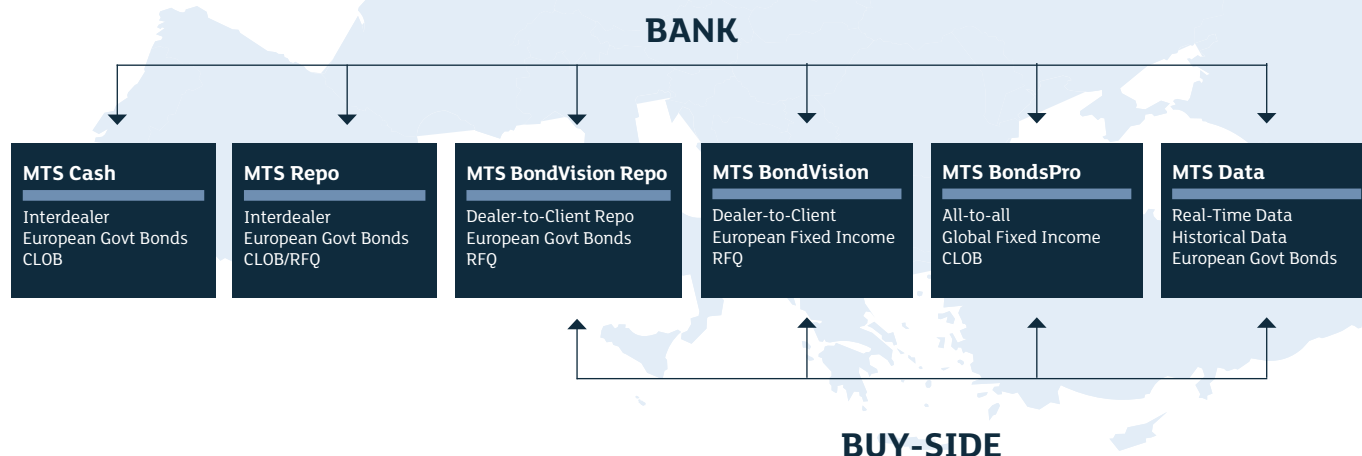 BANK
MTS Cash
Interdealer
European Govt Bonds
CLOB
MTS Repo
Interdealer
European Govt Bonds
CLOB/RFQ
MTS BondVision Repo
Dealer-to-Client Repo
European Govt Bonds
RFQ
MTS BondVision
Dealer-to-Client
European Fixed Income
RFQ
MTS BondsPro
All-to-all
Global Fixed Income
CLOB
MTS Data
Real-Time Data
Historical Data
European Govt Bonds
BUY-SIDE